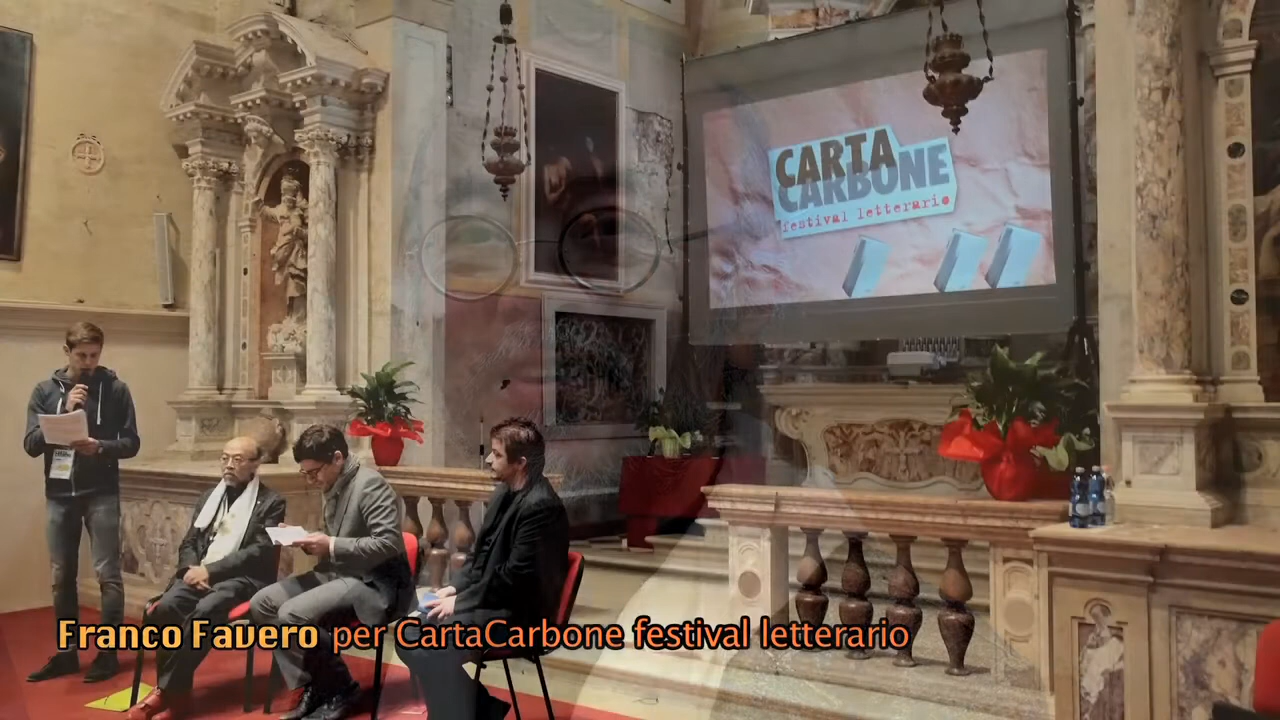 CARTA
CARBONE
festival letterario
Franco Favero per CartaCarbone festival letterario